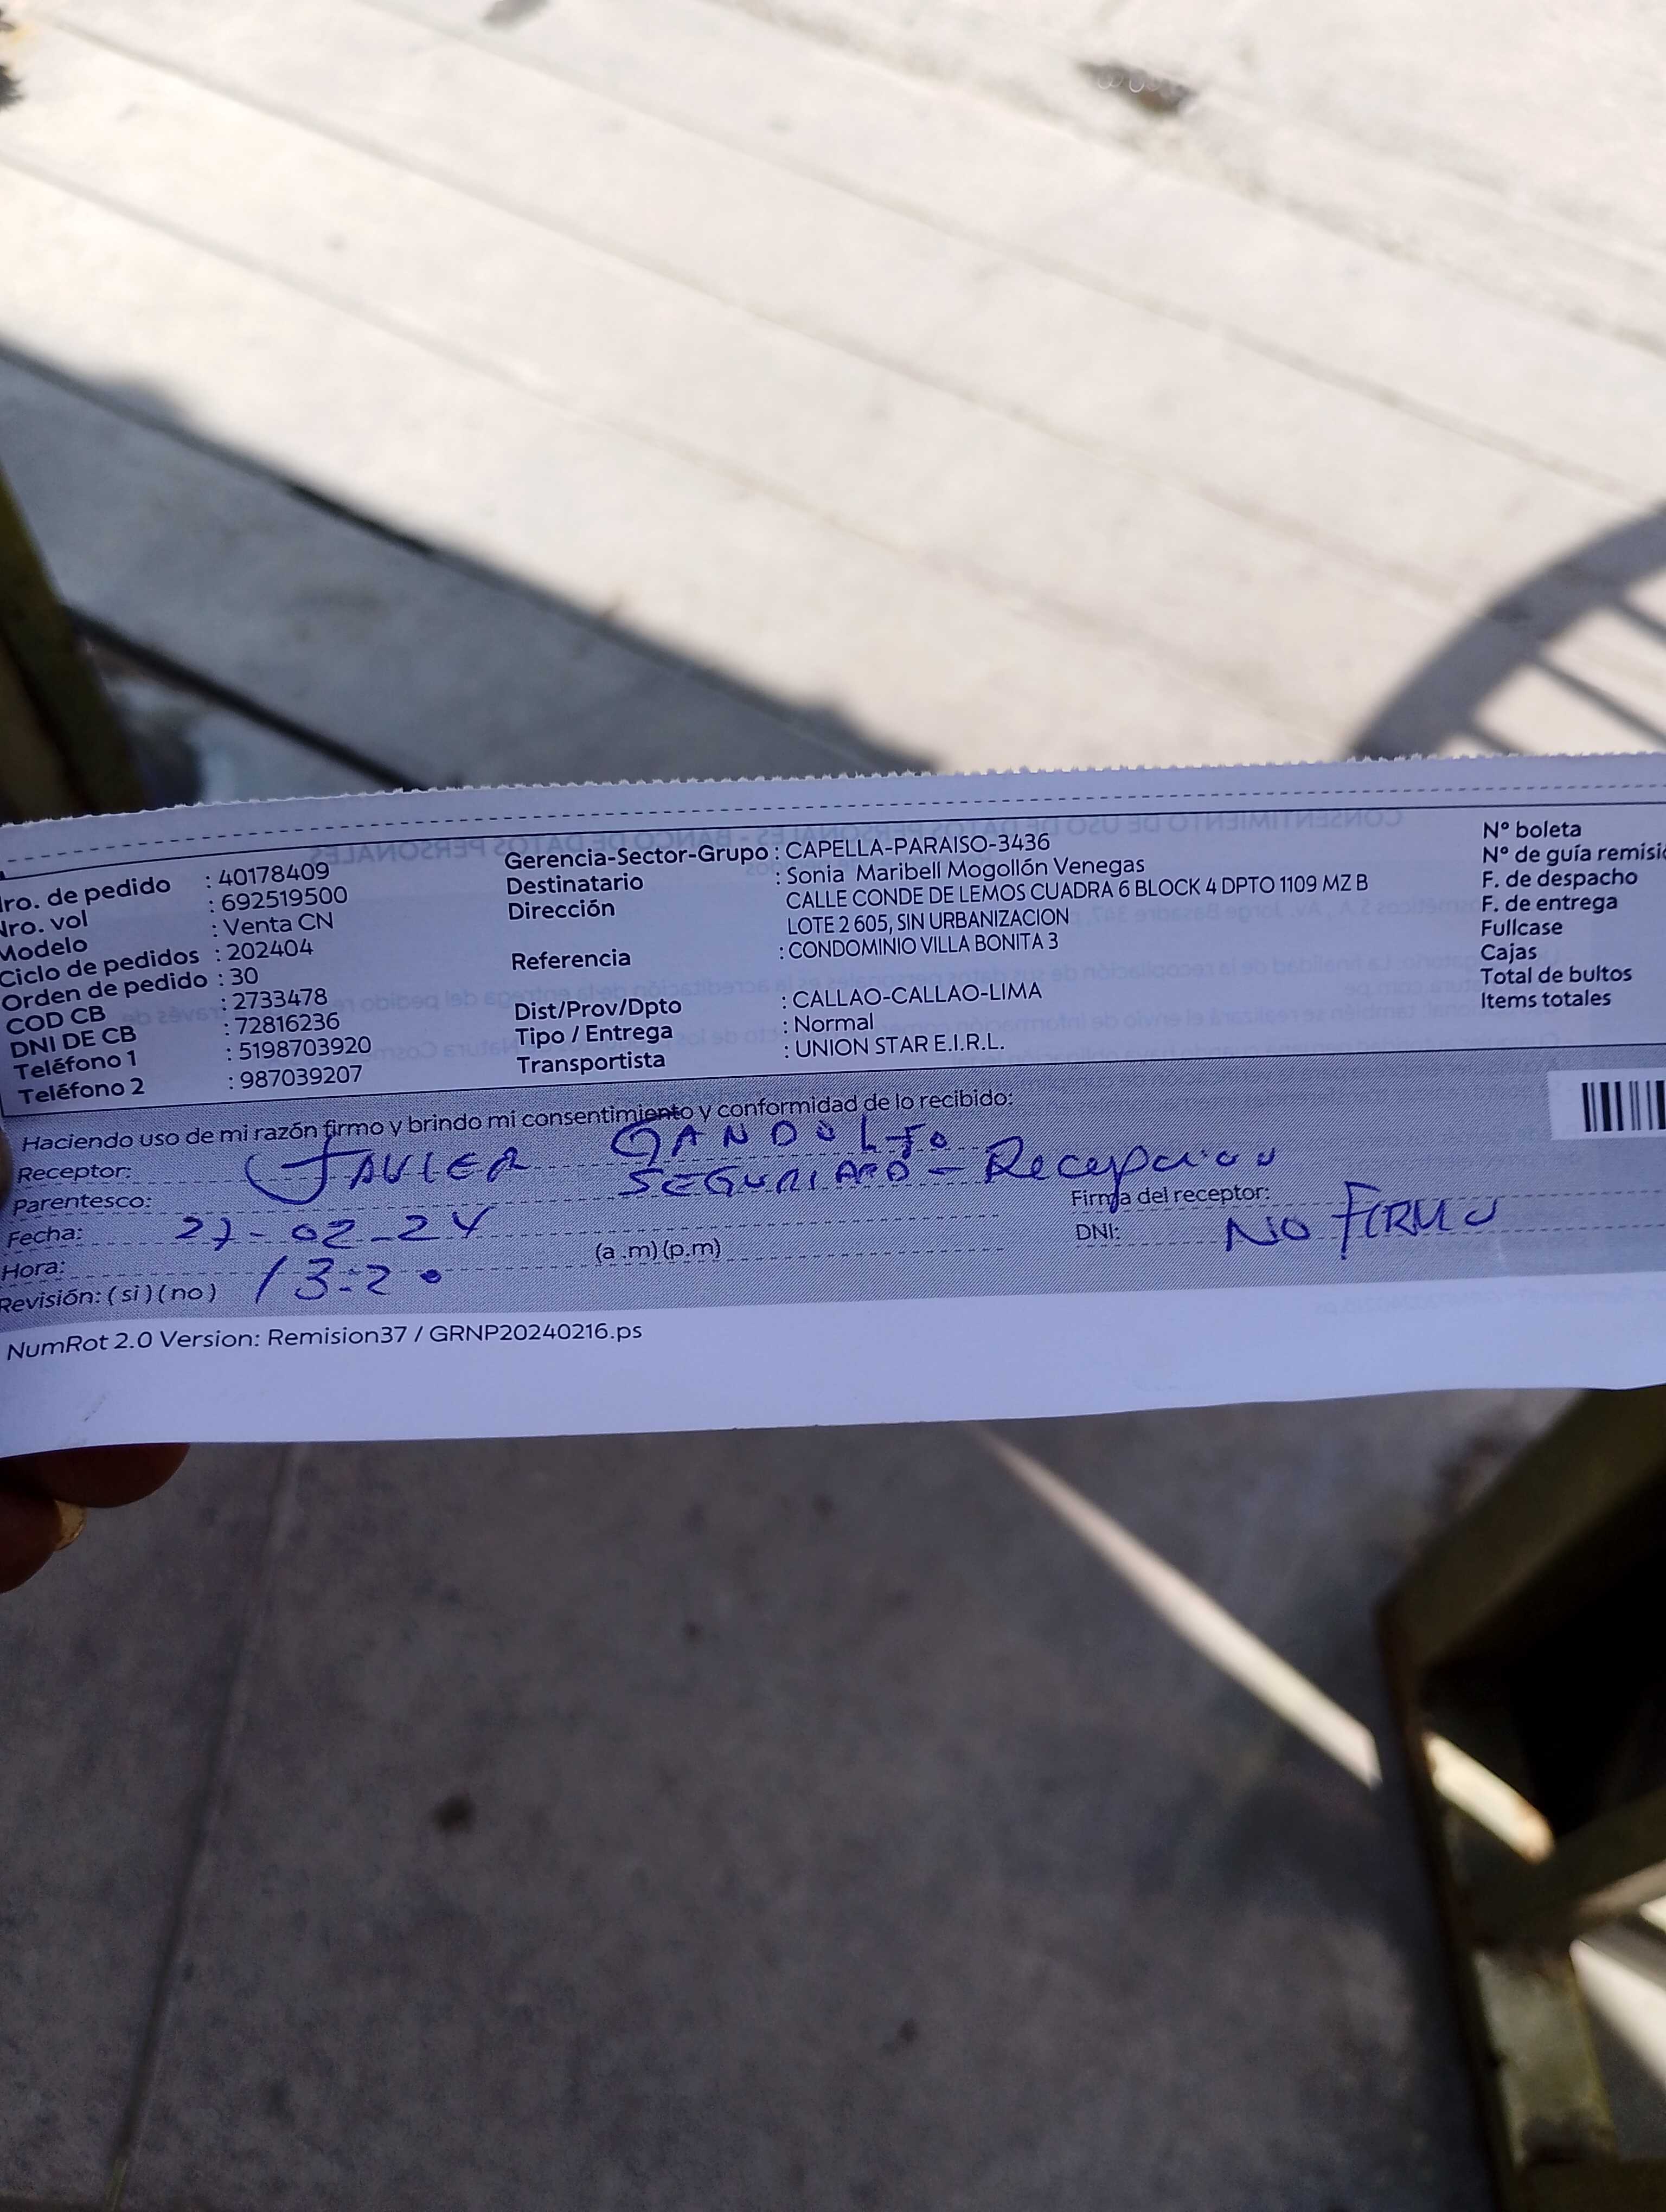 Nro. de pedido : 40178409
Nro. vol : 692519500
Modelo : Venta CN
Ciclo de pedidos : 202404
Orden de pedido : 30
COD CB : 2733478
DNI DE CB : 72816236
Teléfono 1 : 5198703920
Teléfono 2 : 987039207
Gerencia-Sector-Grupo : CAPELLA-PARAISO-3436
Destinatario : Sonia Maribell Mogollón Venegas
Dirección CALLE CONDE DE LEMOS CUADRA 6 BLOCK 4 DPTO 1109 MZ B
LOTE 2 605, SIN URBANIZACION
Referencia : CONDOMINIO VILLA BONITA 3
Dist/Prov/Dpto : CALLAO-CALLAO-LIMA
Tipo / Entrega : Normal
Transportista : UNION STAR E.I.R.L.
N° boleta
N° de guía remisi
F. de despacho
F. de entrega
Fullcase
Cajas
Total de bultos
Items totales
Haciendo uso de mi razón firmo y brindo mi consentimiento y conformidad de lo recibido:
Receptor: JAVIER GANDOLFO
Parentesco: SEGURIDAD - Recepcion
Fecha: 27-02-24
Hora: 13:20 (a .m) (p.m)
Revisión: ( si ) ( no )
Firma del receptor:
DNI: NO FIRMO
NumRot 2.0 Version: Remision37 / GRNP20240216.ps